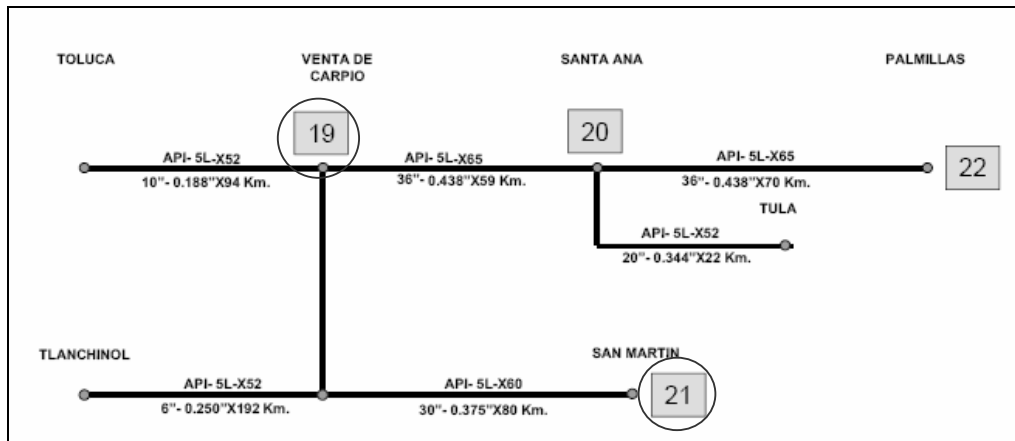 TOLUCA
VENTA DE
CARPIO
SANTA ANA
PALMILLAS
19
20
22
API- 5L-X52
10"- 0.188"X94 Km.
API- 5L-X65
36"- 0.438"X59 Km.
API- 5L-X65
36"- 0.438"X70 Km.
TULA
API- 5L-X52
20"- 0.344"X22 Km.
TLANCHINOL
SAN MARTIN
API- 5L-X52
6"- 0.250"X192 Km.
API- 5L-X60
30"- 0.375"X80 Km.
21